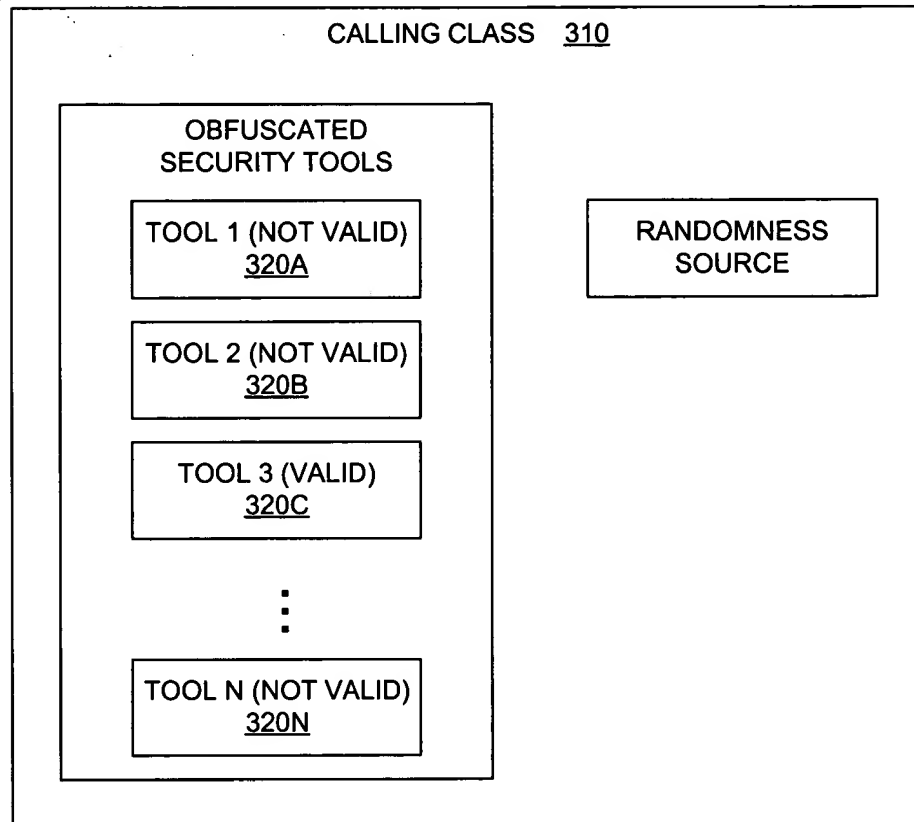 CALLING CLASS 310
OBFUSCATED
SECURITY TOOLS
TOOL 1 (NOT VALID)
320A
TOOL 2 (NOT VALID)
320B
TOOL 3 (VALID)
320C
TOOL N (NOT VALID)
320N
RANDOMNESS
SOURCE